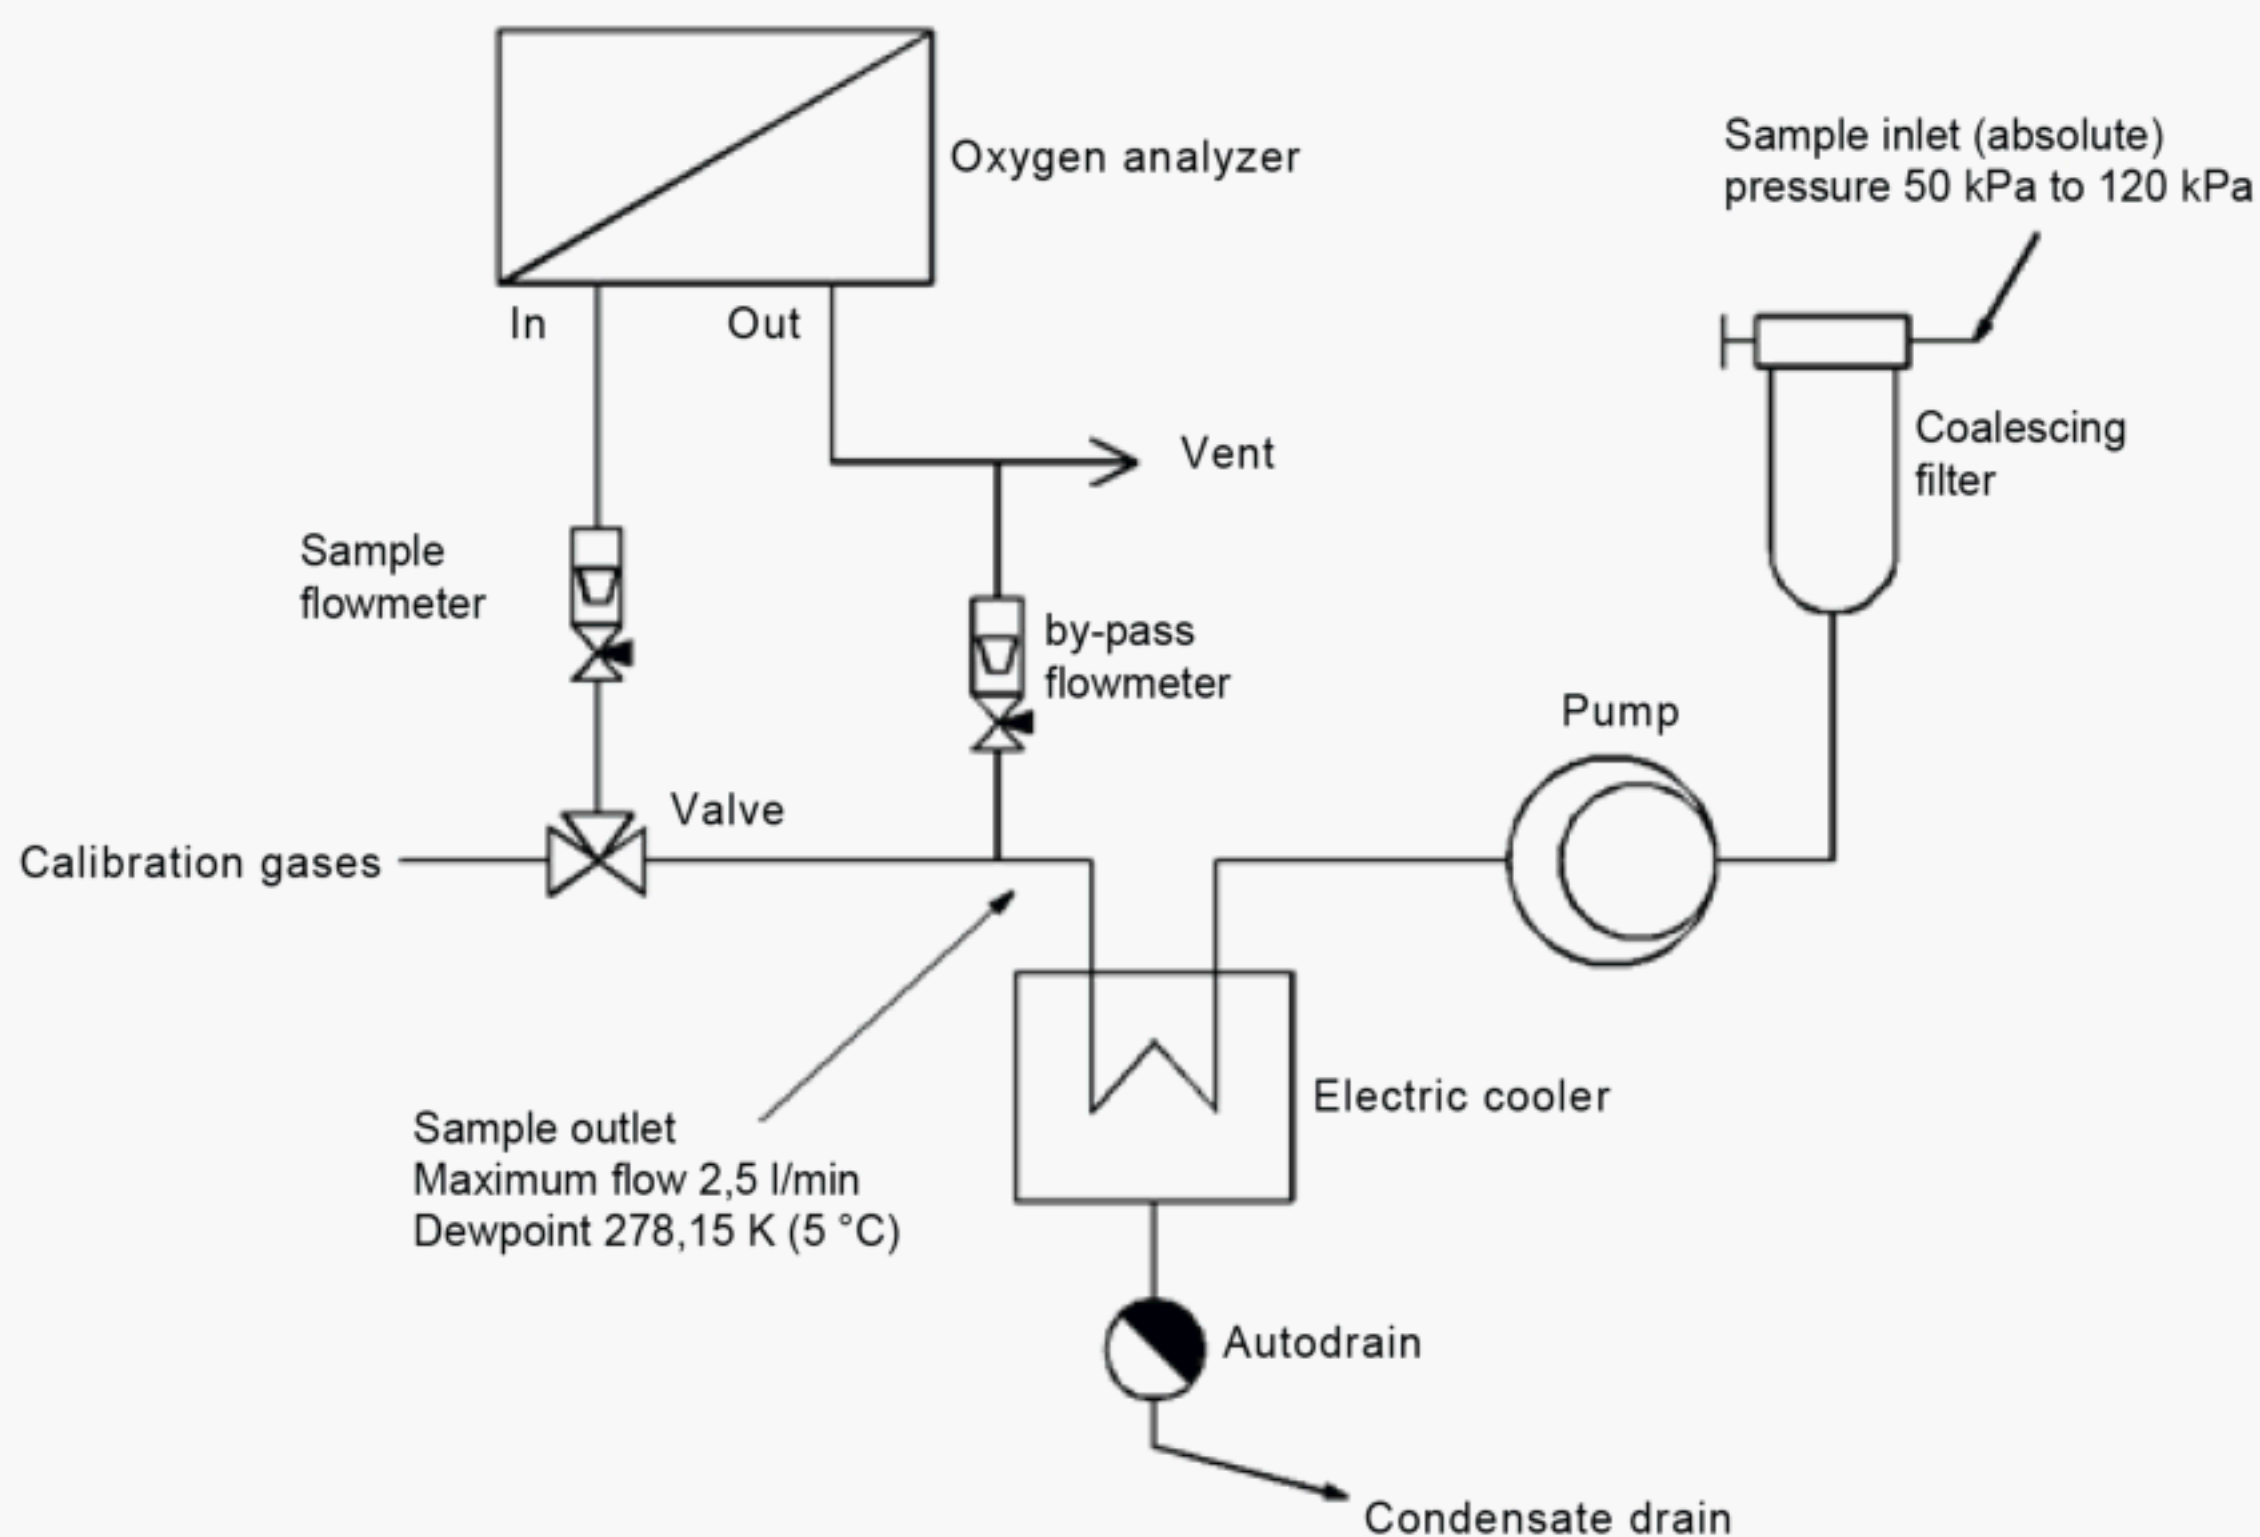 Oxygen analyzer
Sample inlet (absolute)
pressure 50 kPa to 120 kPa
In
Out
Coalescing
filter
Vent
Sample
flowmeter
by-pass
flowmeter
Pump
Valve
Calibration gases
Electric cooler
Sample outlet
Maximum flow 2,5 l/min
Dewpoint 278,15 K (5 °C)
Autodrain
Condensate drain